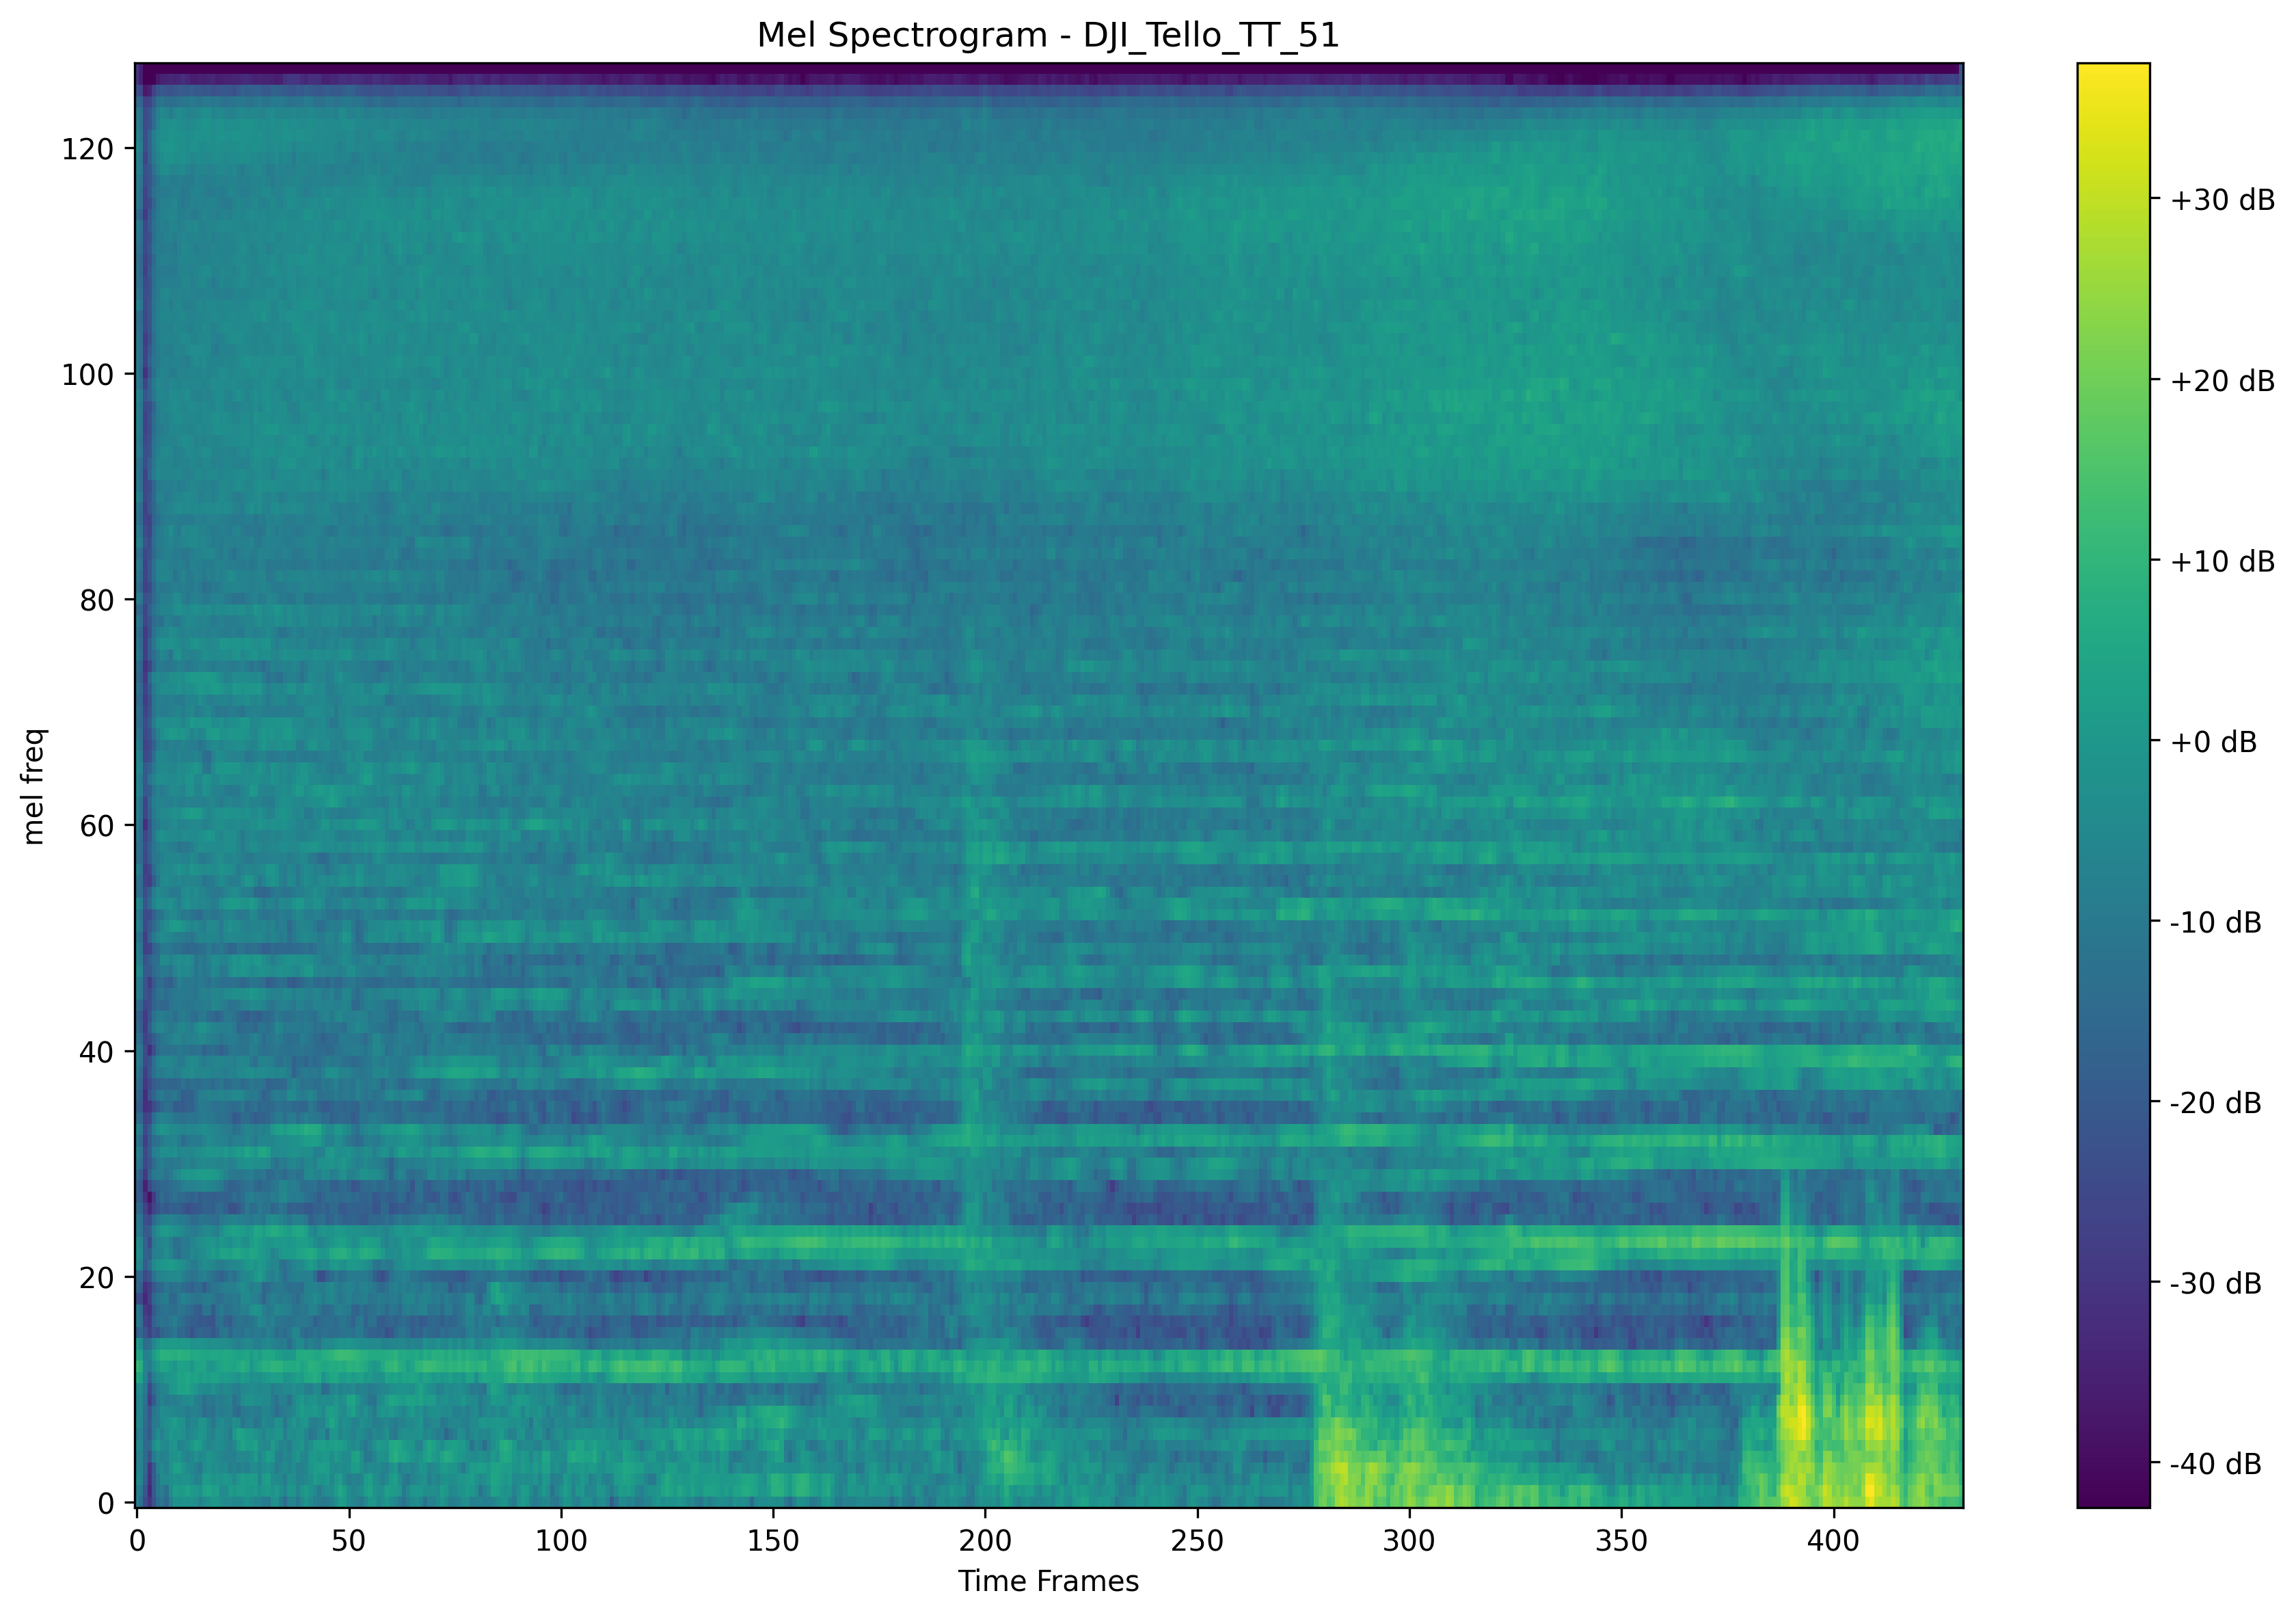 Mel Spectrogram - DJI_Tello_TT_51
mel freq
120
100
80
60
40
20
0
0 50 100 150 200 250 300 350 400
Time Frames
+30 dB
+20 dB
+10 dB
+0 dB
-10 dB
-20 dB
-30 dB
-40 dB